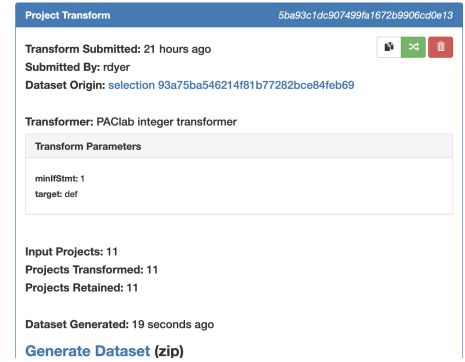 Project Transform 5ba93c1dc907499fa1672b9906cd0e13
Transform Submitted: 21 hours ago
Submitted By: rdyer
Dataset Origin: selection 93a75ba546214f81b77282bce84feb69
Transformer: PAClab integer transformer
Transform Parameters
minIfStmt: 1
target: def
Input Projects: 11
Projects Transformed: 11
Projects Retained: 11
Dataset Generated: 19 seconds ago
Generate Dataset (zip)